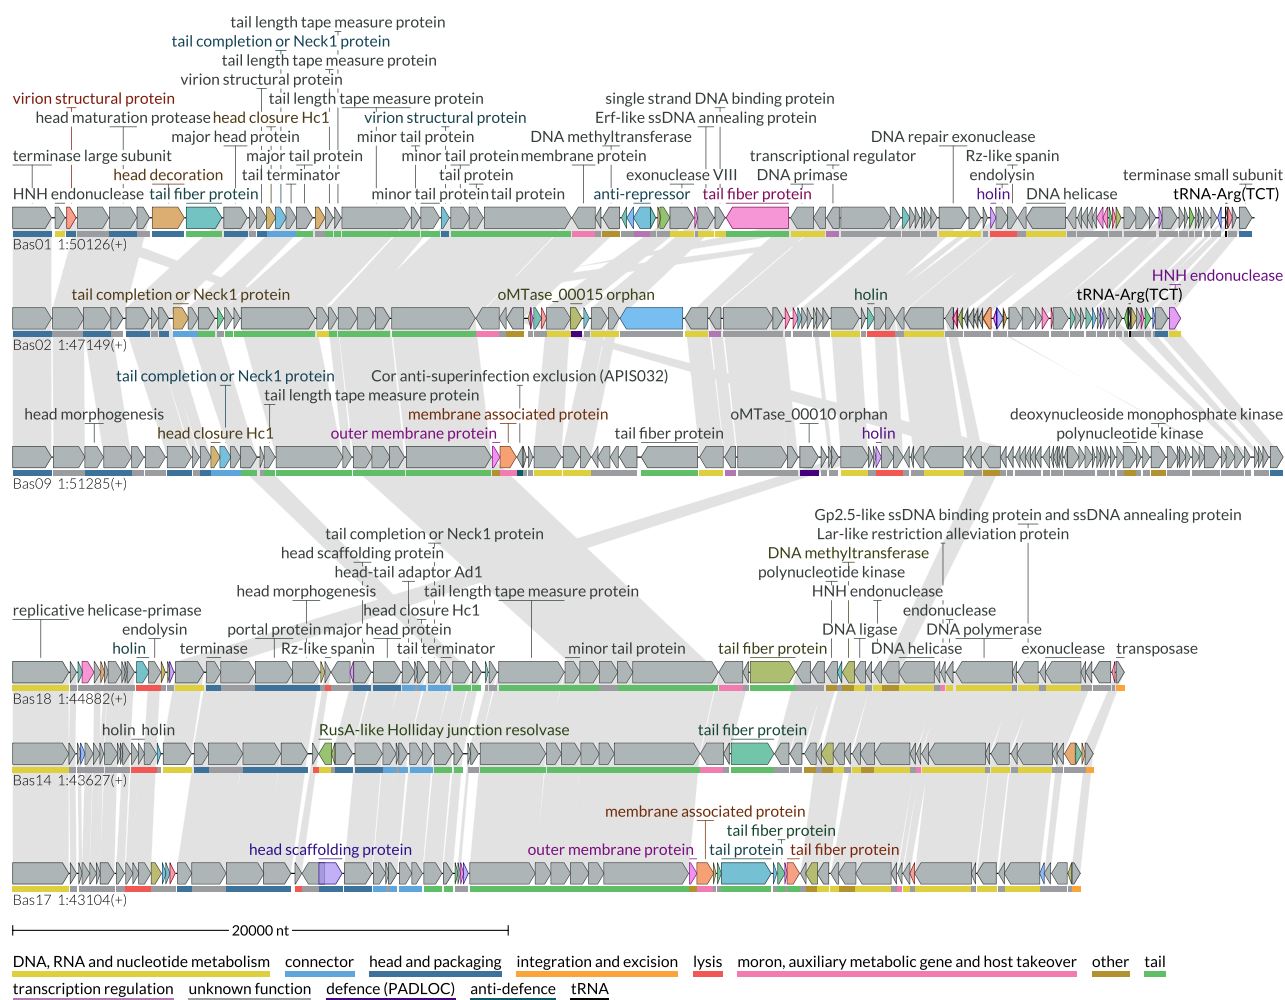 tail length tape measure protein
tail completion or Neck1 protein
tail length tape measure protein
virion structural protein
virion structural protein tail length tape measure protein single strand DNA binding protein
head maturation protease head closure Hc1 virion structural protein Erf-like ssDNA annealing protein
major head protein minor tail protein DNA methyltransferase DNA repair exonuclease
terminase large subunit major tail protein minor tail protein membrane protein transcriptional regulator Rz-like spanin
head decoration tail terminator tail protein exonuclease VIII DNA primase endolysin terminase small subunit
HNH endonuclease tail fiber protein minor tail protein tail protein anti-repressor tail fiber protein holin DNA helicase tRNA-Arg(TCT)
Bas01 1:50126(+)
HNH endonuclease
tail completion or Neck1 protein oMTase_00015 orphan holin tRNA-Arg(TCT)
Bas02 1:47149(+)
tail completion or Neck1 protein Cor anti-superinfection exclusion (APIS032)
tail length tape measure protein
head morphogenesis membrane associated protein oMTase_00010 orphan deoxynucleoside monophosphate kinase
head closure Hc1 outer membrane protein tail fiber protein holin polynucleotide kinase
Bas09 1:51285(+)
Gp2.5-like ssDNA binding protein and ssDNA annealing protein
tail completion or Neck1 protein Lar-like restriction alleviation protein
head scaffolding protein DNA methyltransferase
head-tail adaptor Ad1 polynucleotide kinase
head morphogenesis tail length tape measure protein HNH endonuclease
replicative helicase-primase head closure Hc1 endonuclease
endolysin portal protein major head protein DNA ligase DNA polymerase
holin terminase Rz-like spanin tail terminator minor tail protein tail fiber protein DNA helicase exonuclease transposase
Bas18 1:44882(+)
holin holin RusA-like Holliday junction resolvase tail fiber protein
Bas14 1:43627(+)
membrane associated protein
tail fiber protein
head scaffolding protein outer membrane protein tail protein tail fiber protein
Bas17 1:43104(+)
20000 nt
DNA, RNA and nucleotide metabolism connector head and packaging integration and excision lysis moron, auxiliary metabolic gene and host takeover other tail
transcription regulation unknown function defence (PADLOC) anti-defence tRNA